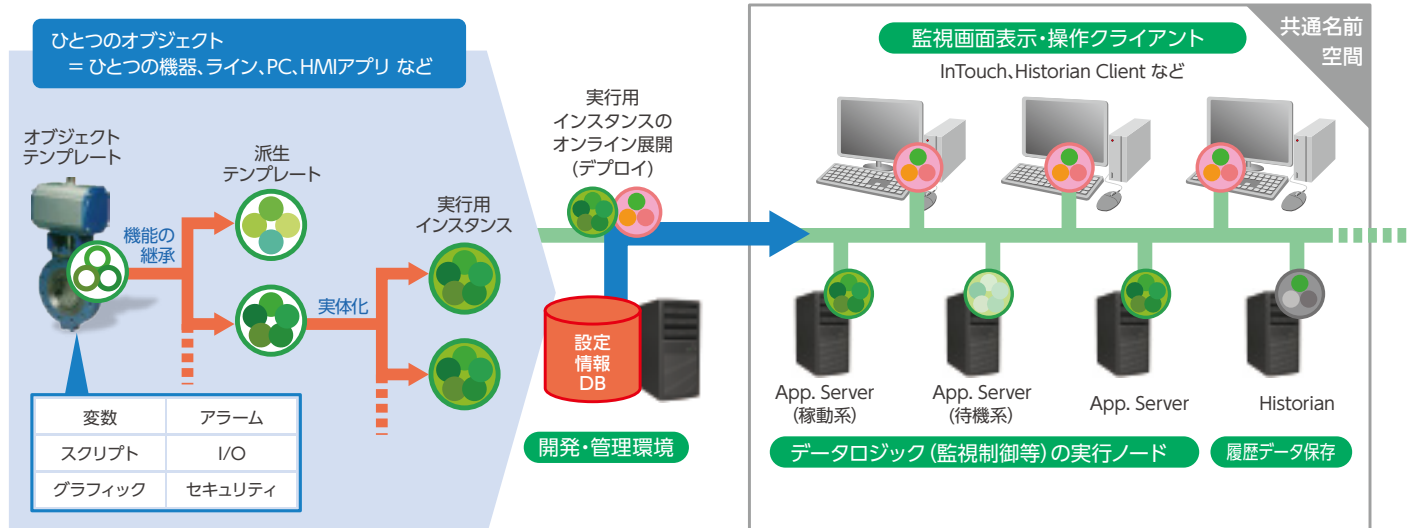 ひとつのオブジェクト
= ひとつの機器、ライン、PC、HMIアプリ など
オブジェクト
テンプレート
機能の
継承
派生
テンプレート
実体化
実行用
インスタンス
変数
アラーム
スクリプト
I/O
グラフィック
セキュリティ
実行用
インスタンスの
オンライン展開
(デプロイ)
設定
情報
DB
開発・管理環境
共通名前
空間
監視画面表示・操作クライアント
InTouch、Historian Client など
App. Server
(稼動系)
App. Server
(待機系)
App. Server
Historian
データロジック(監視制御等)の実行ノード
履歴データ保存